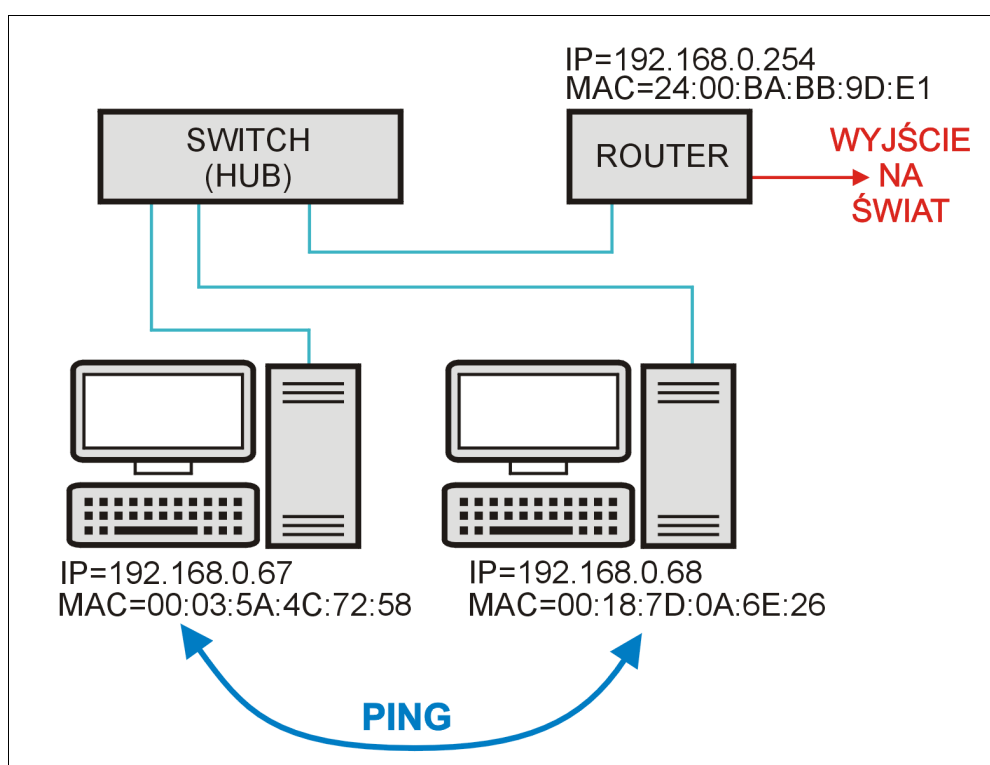 IP=192.168.0.254
MAC=24:00:BA:BB:9D:E1
SWITCH
(HUB)
ROUTER
WYJŚCIE
NA
ŚWIAT
IP=192.168.0.67
MAC=00:03:5A:4C:72:58
IP=192.168.0.68
MAC=00:18:7D:0A:6E:26
PING